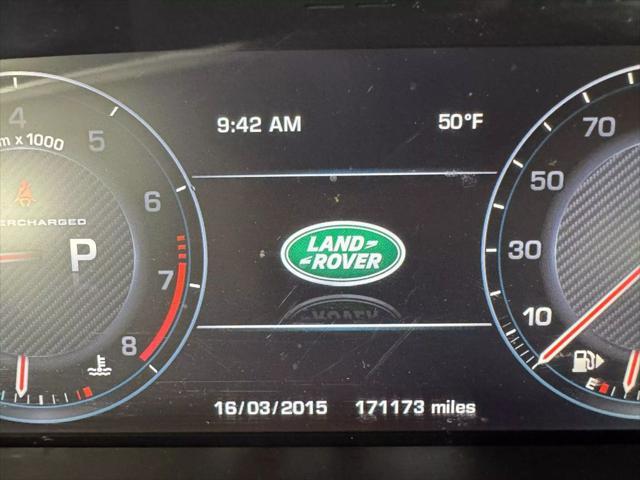 9:42 AM 50°F
4 5 6 7 8
m x 1000
ERCHARGED
P
LAND
ROVER
70
50
30
10
E
16/03/2015 171173 miles